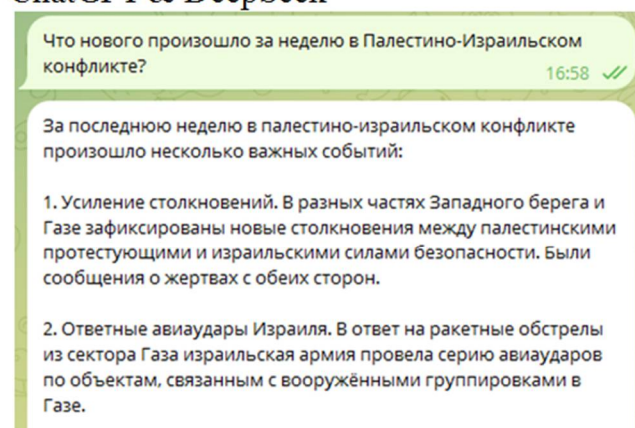 ChatGPT & DeepSeek
Что нового произошло за неделю в Палестино-Израильском
конфликте?
16:58
За последнюю неделю в палестино-израильском конфликте
произошло несколько важных событий:
1. Усиление столкновений. В разных частях Западного берега и
Газе зафиксированы новые столкновения между палестинскими
протестующими и израильскими силами безопасности. Были
сообщения о жертвах с обеих сторон.
2. Ответные авиаудары Израиля. В ответ на ракетные обстрелы
из сектора Газа израильская армия провела серию авиаударов
по объектам, связанным с вооружёнными группировками в
Газе.